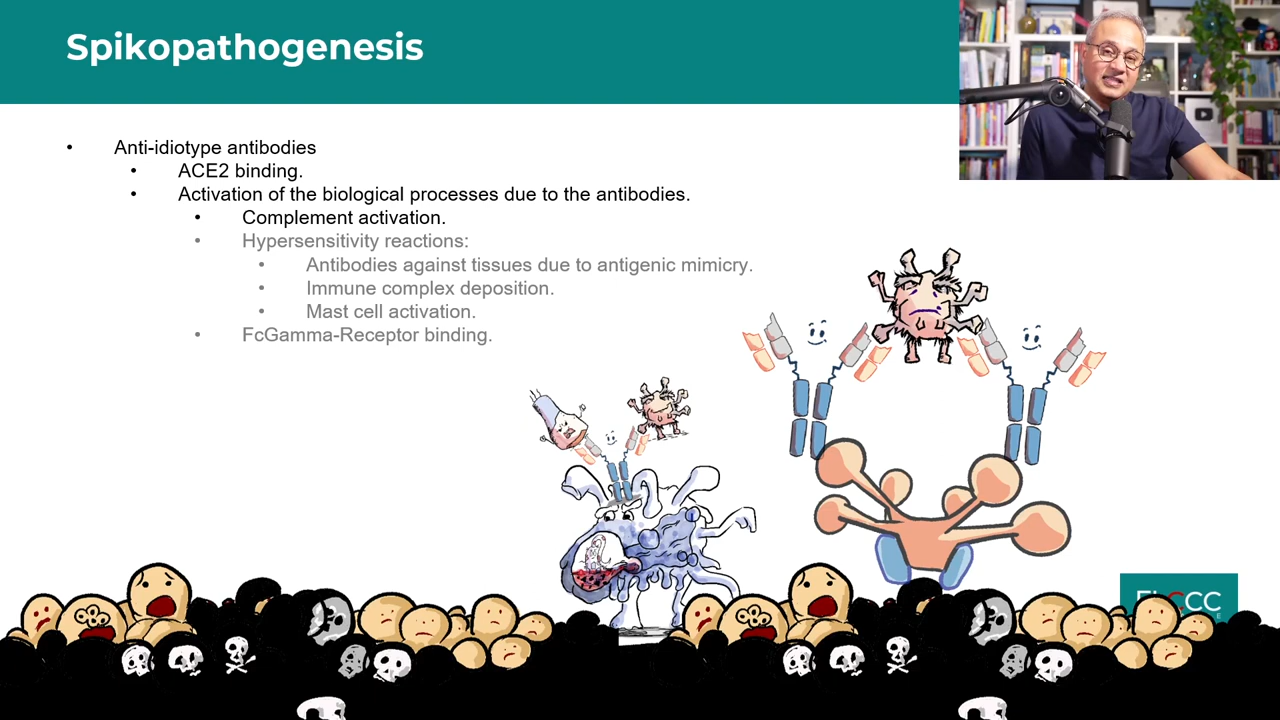 Spikopathogenesis
• Anti-idiotype antibodies
• ACE2 binding.
• Activation of the biological processes due to the antibodies.
• Complement activation.
• Hypersensitivity reactions:
• Antibodies against tissues due to antigenic mimicry.
• Immune complex deposition.
• Mast cell activation.
• FcGamma-Receptor binding.